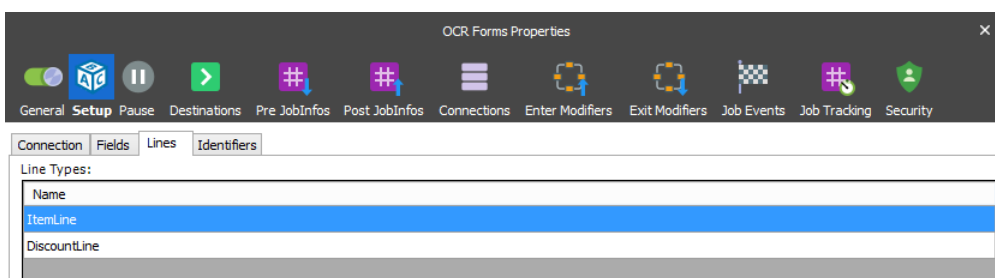 OCR Forms Properties
General Setup Pause Destinations Pre JobInfos Post JobInfos Connections Enter Modifiers Exit Modifiers Job Events Job Tracking Security
Connection Fields Lines Identifiers
Line Types:
Name
ItemLine
DiscountLine